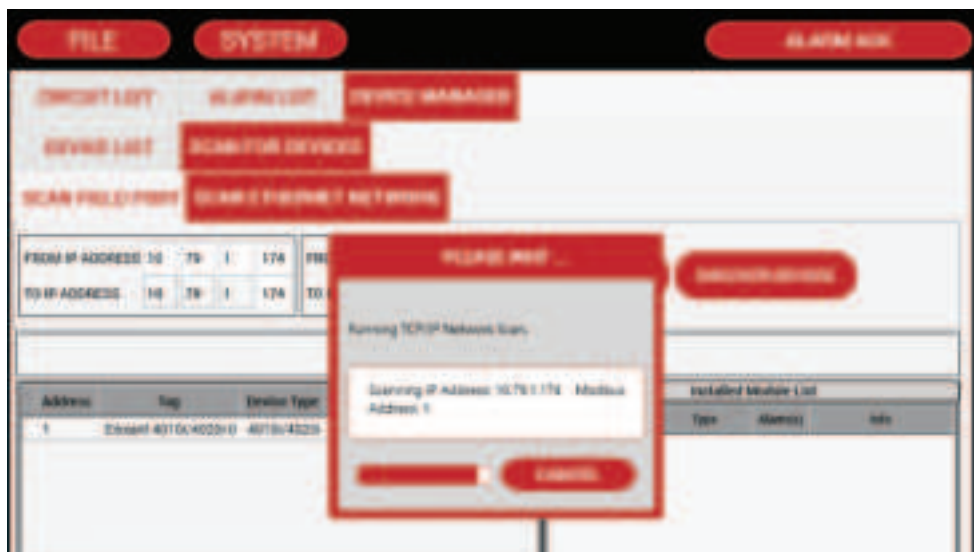 FILE SYSTEM ALARM ACK
CIRCUIT LIST ALARM LIST DEVICE MANAGER
DEVICE LIST SCAN FOR DEVICES
SCAN FIELD PORT SCAN ETHERNET NETWORK
FROM IP ADDRESS 10 79 1 174
TO IP ADDRESS 10 79 1 174 TO
PLEASE WAIT ...
Running TCP/IP Network Scan.
Scanning IP Address: 10.79.1.174 Modbus
Address: 1
CANCEL
Installed Module List
Address Tag Device Type Type Alarm(s) Info
1